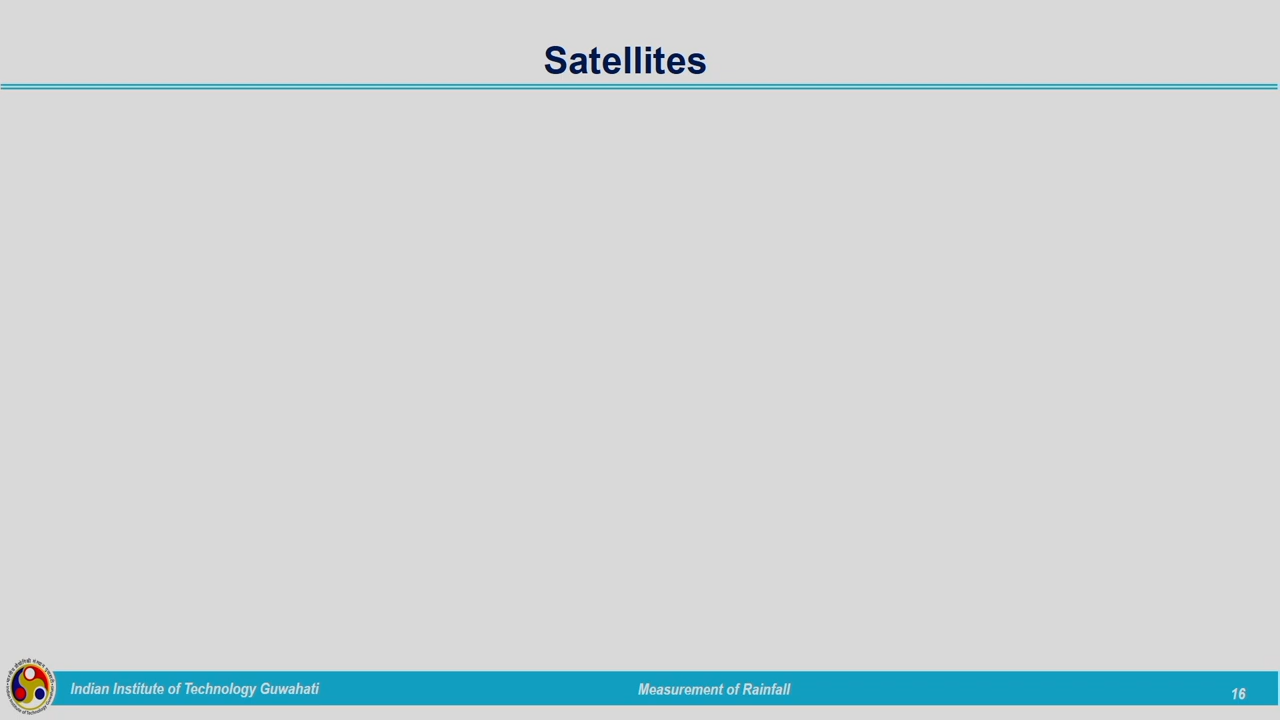 Satellites
Indian Institute of Technology Guwahati
Measurement of Rainfall
16